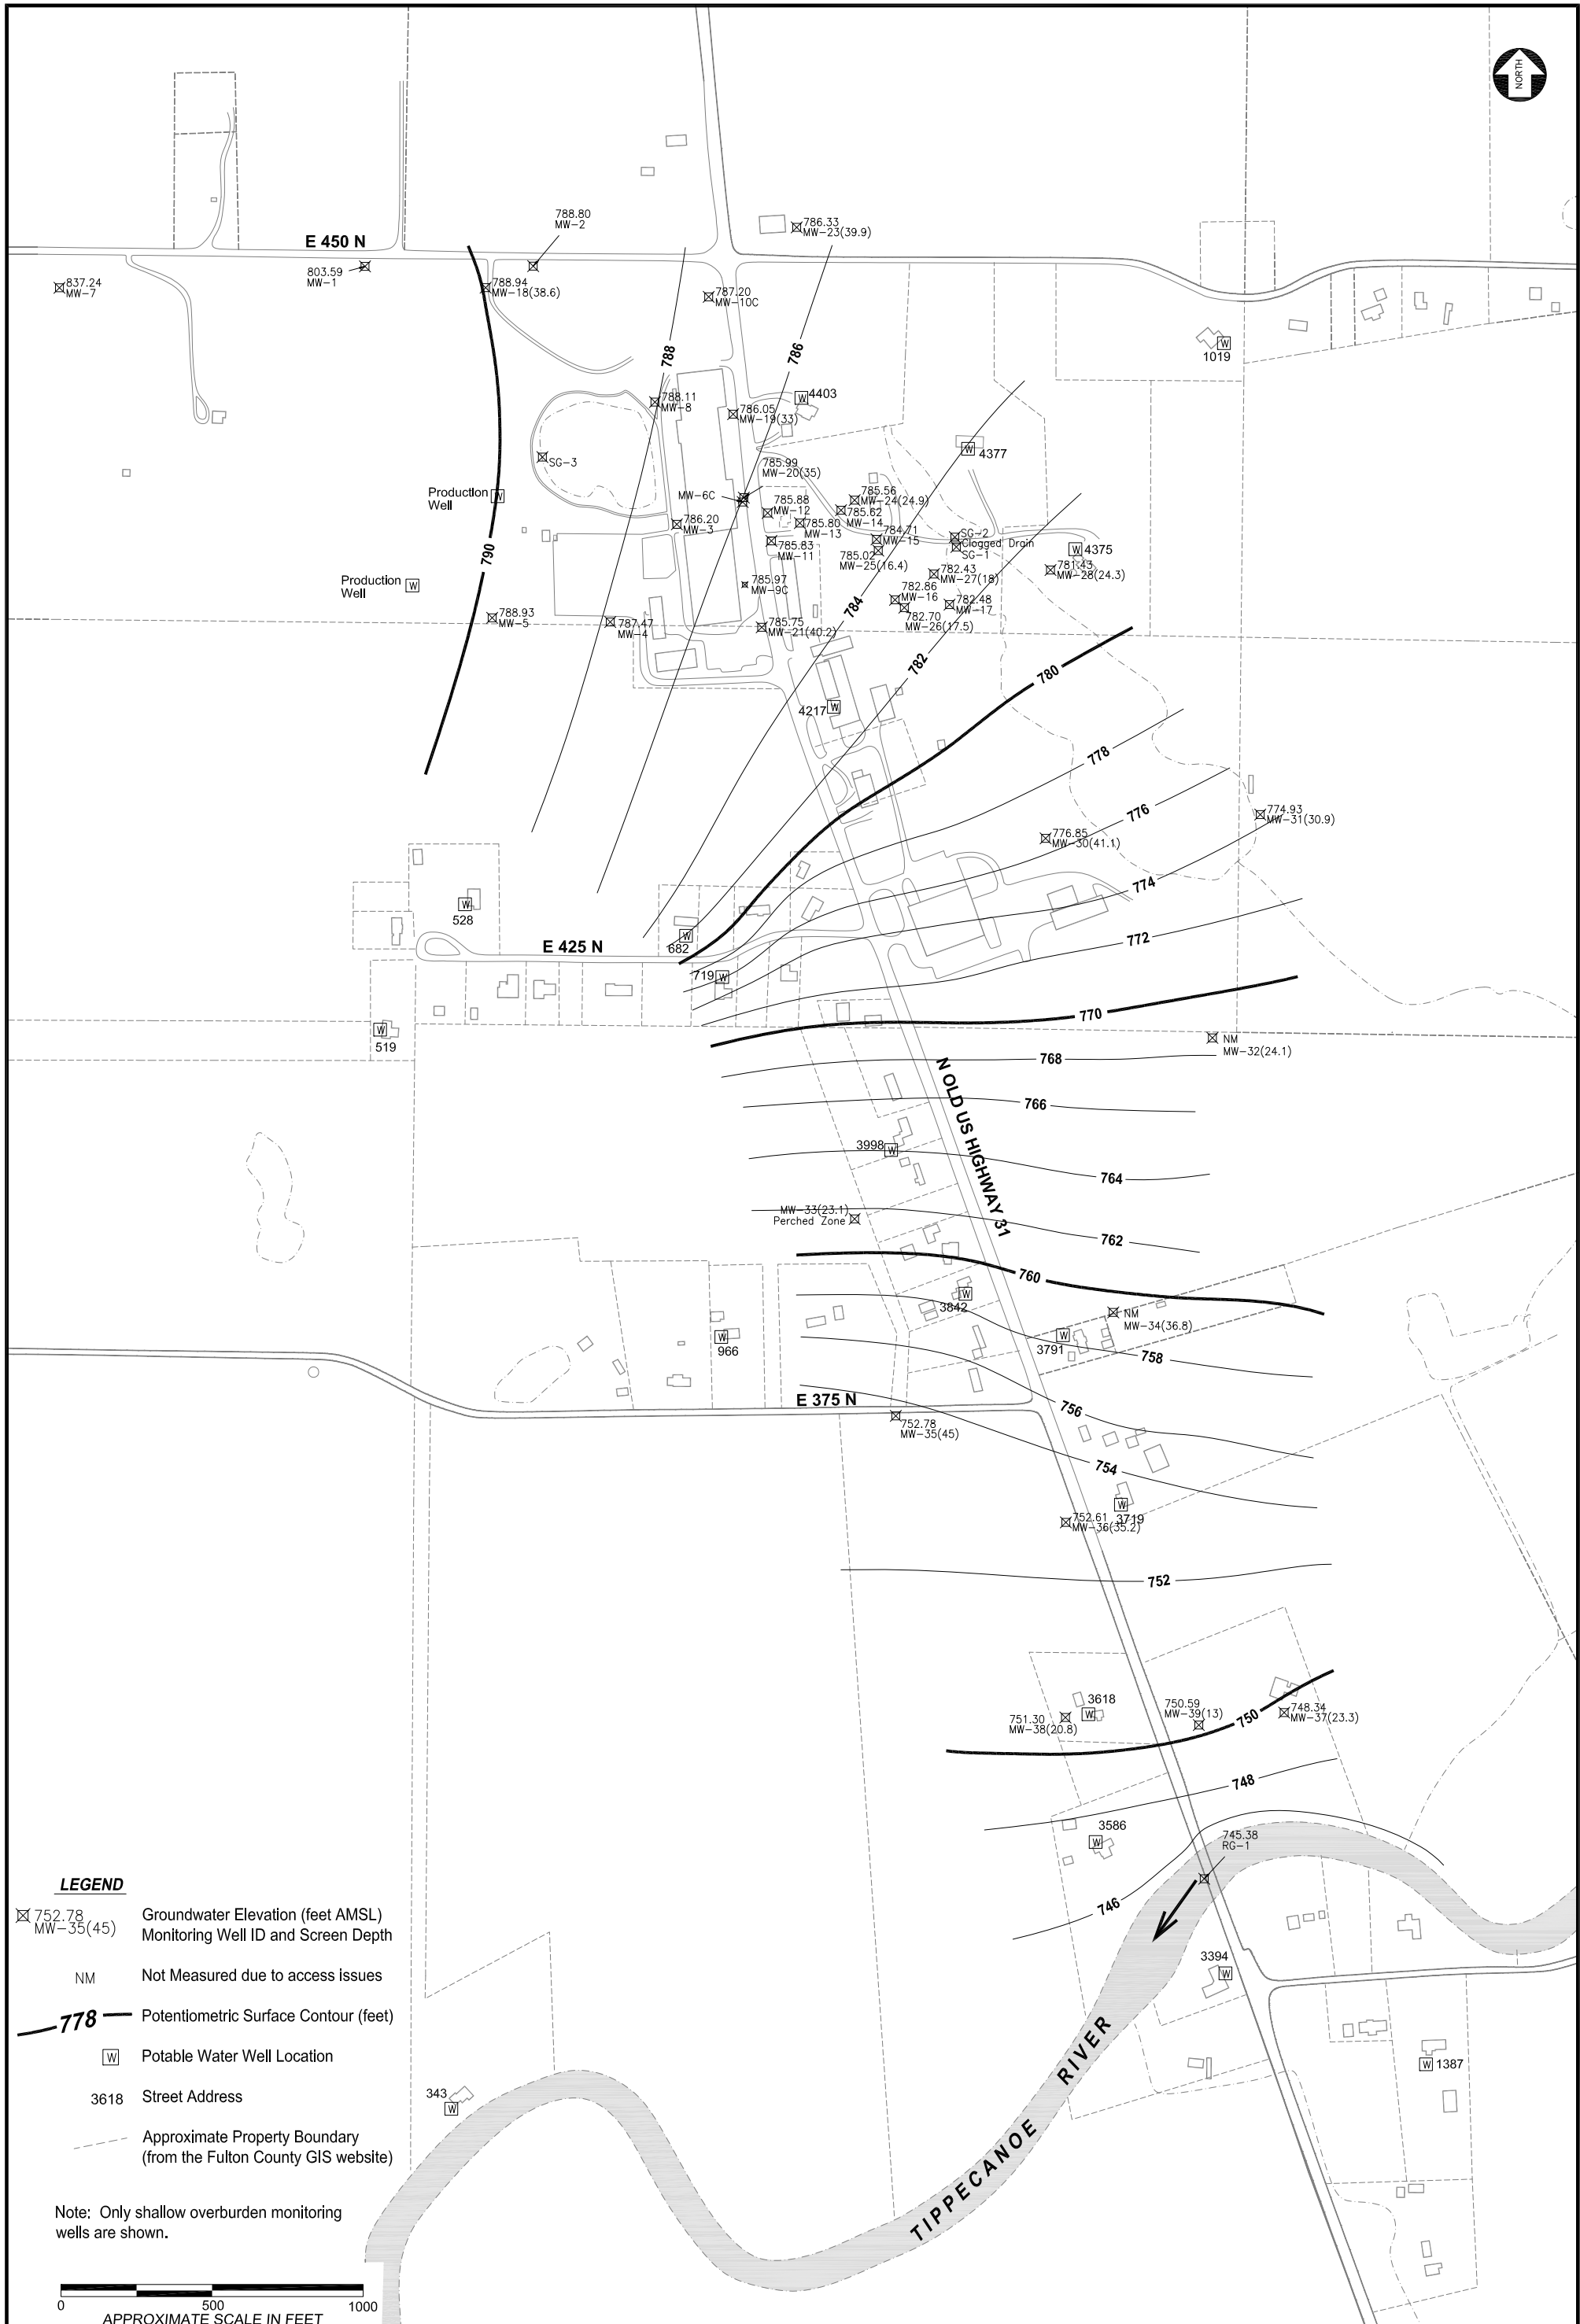 NORTH
788.80
MW-2
786.33
MW-23(39.9)
E 450 N
803.59
MW-1
837.24
MW-7
788.94
MW-18(38.6)
787.20
MW-10C
788
786
1019
788.11
MW-8
786.05
MW-19(33)
4403
4377
SG-3
785.99
MW-20(35)
MW-6C
Production
Well
785.88
MW-12
785.56
MW-24(24.9)
785.62
MW-14
786.20
MW-3
785.80
MW-13
785.83
MW-11
784.71
MW-15
785.02
MW-25(16.4)
SG-2
Clogged Drain
SG-1
4375
781.43
MW-28(24.3)
790
782.43
MW-27(18)
Production
Well
785.97
MW-9C
782.86
MW-16
782.48
MW-17
782.70
MW-26(17.5)
784
788.93
MW-5
787.47
MW-4
785.75
MW-21(40.2)
782
780
4217
778
776
774.93
MW-31(30.9)
776.85
MW-30(41.1)
774
528
E 425 N
682
772
719
770
519
NM
MW-32(24.1)
768
N OLD US HIGHWAY 31
766
3998
764
MW-33(23.1)
Perched Zone
762
760
3842
NM
MW-34(36.8)
966
3791
758
E 375 N
756
752.78
MW-35(45)
754
752.61
MW-36(35.2)
3719
752
3618
751.30
MW-38(20.8)
750.59
MW-39(13)
750
748.34
MW-37(23.3)
748
3586
745.38
RG-1
746
3394
TIPPECANOE RIVER
1387
343
LEGEND
752.78
MW-35(45)
Groundwater Elevation (feet AMSL)
Monitoring Well ID and Screen Depth
NM
Not Measured due to access issues
778
Potentiometric Surface Contour (feet)
W
Potable Water Well Location
3618
Street Address
Approximate Property Boundary
(from the Fulton County GIS website)
Note: Only shallow overburden monitoring
wells are shown.
0
500
1000
APPROXIMATE SCALE IN FEET